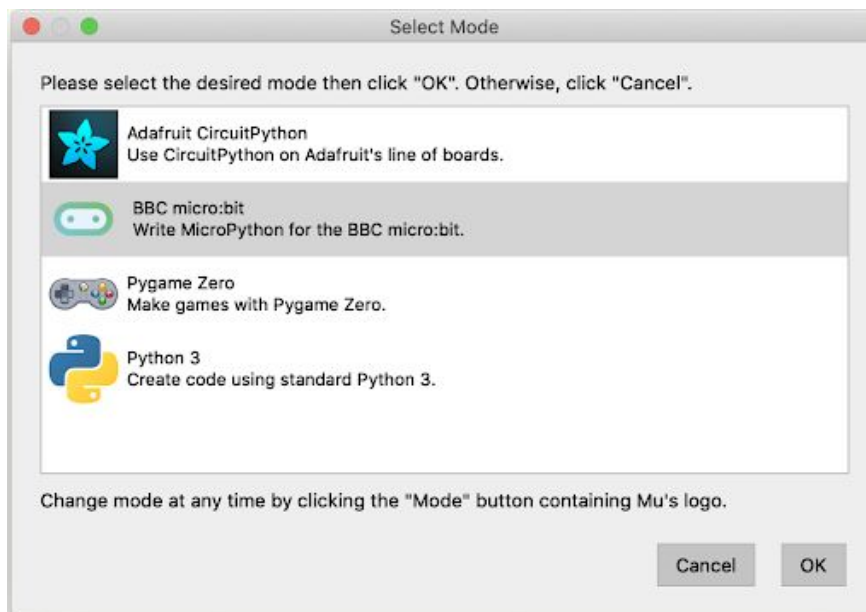 Select Mode
Please select the desired mode then click "OK". Otherwise, click "Cancel".
Adafruit CircuitPython
Use CircuitPython on Adafruit's line of boards.
BBC micro:bit
Write MicroPython for the BBC micro:bit.
Pygame Zero
Make games with Pygame Zero.
Python 3
Create code using standard Python 3.
Change mode at any time by clicking the "Mode" button containing Mu's logo.
Cancel OK